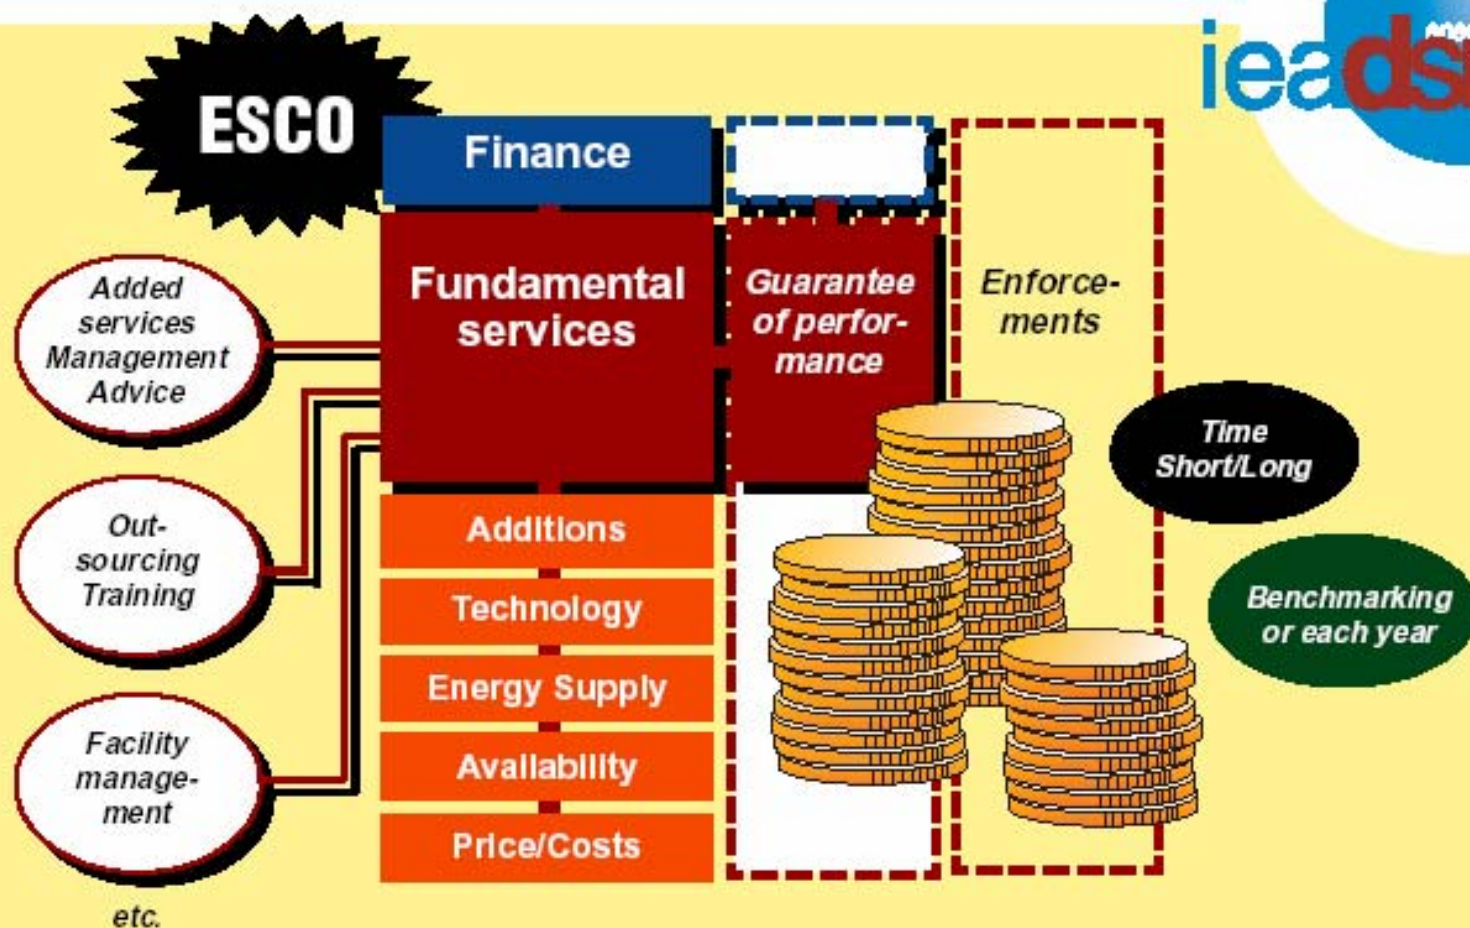 ESCO
Finance
Fundamental
services
Guarantee
of perfor-
mance
Enforce-
ments
Added
services
Management
Advice
Out-
sourcing
Training
Facility
manage-
ment
etc.
Additions
Technology
Energy Supply
Availability
Price/Costs
Time
Short/Long
Benchmarking
or each year